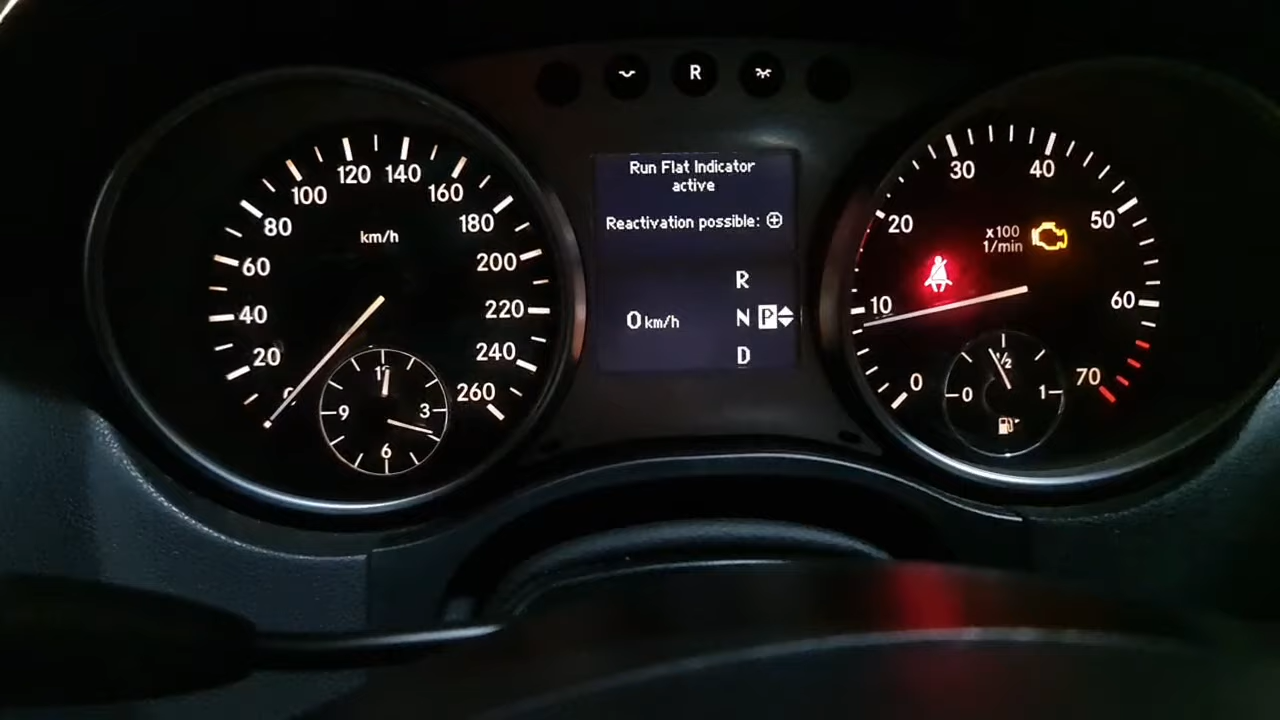 R
Run Flat Indicator
active
Reactivation possible:
R
0 km/h
N
P
D
0
20
40
60
80
100
120
140
160
180
200
220
240
260
km/h
12
3
6
9
0
10
20
30
40
50
60
70
x100
1/min
0
1/2
1